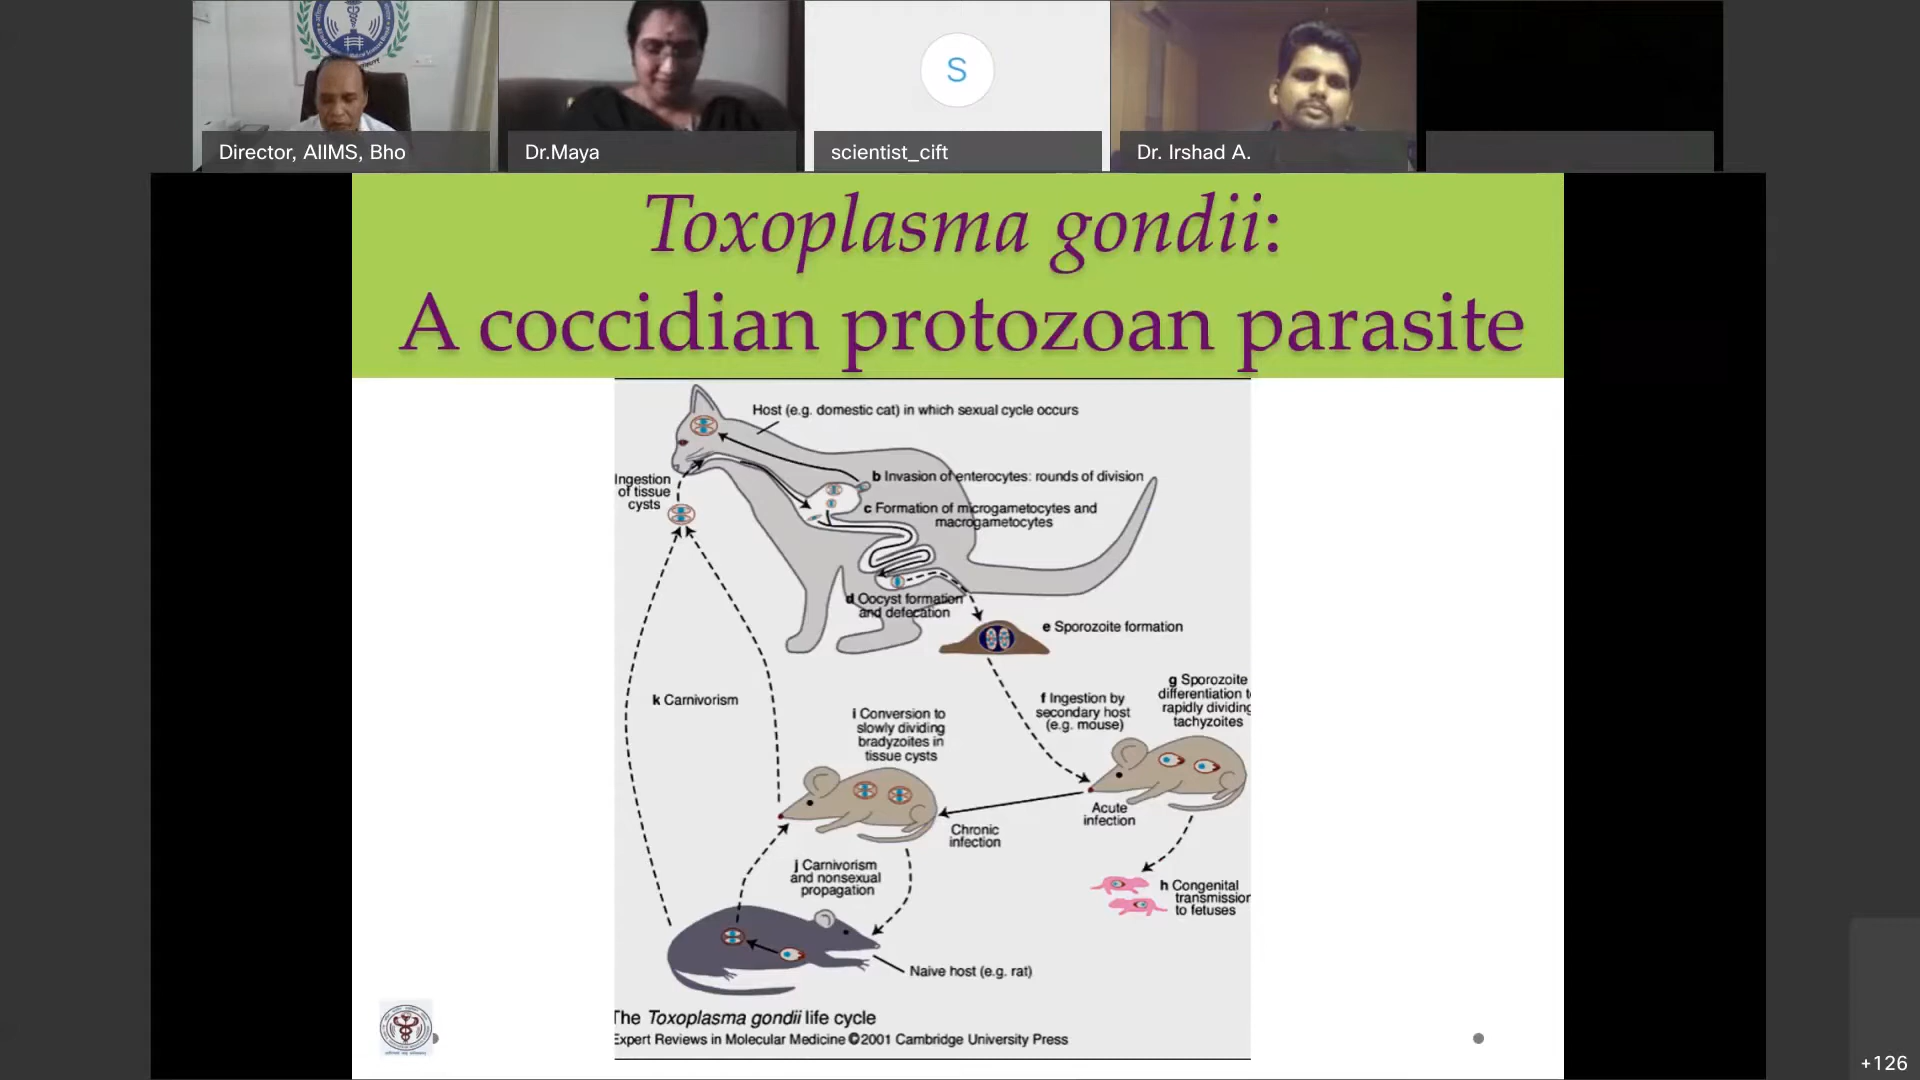 Director, AIIMS, Bho
Dr.Maya
S
scientist_cift
Dr. Irshad A.
Toxoplasma gondii:
A coccidian protozoan parasite
Host (e.g. domestic cat) in which sexual cycle occurs
Ingestion
of tissue
cysts
b Invasion of enterocytes: rounds of division
c Formation of microgametocytes and
macrogametocytes
d Oocyst formation
and defecation
e Sporozoite formation
k Carnivorism
f Ingestion by
secondary host
(e.g. mouse)
g Sporozoite
differentiation t
rapidly dividing
tachyzoites
i Conversion to
slowly dividing
bradyzoites in
tissue cysts
Acute
infection
Chronic
infection
j Carnivorism
and nonsexual
propagation
h Congenital
transmission
to fetuses
Naive host (e.g. rat)
The Toxoplasma gondii life cycle
Expert Reviews in Molecular Medicine ©2001 Cambridge University Press
+126